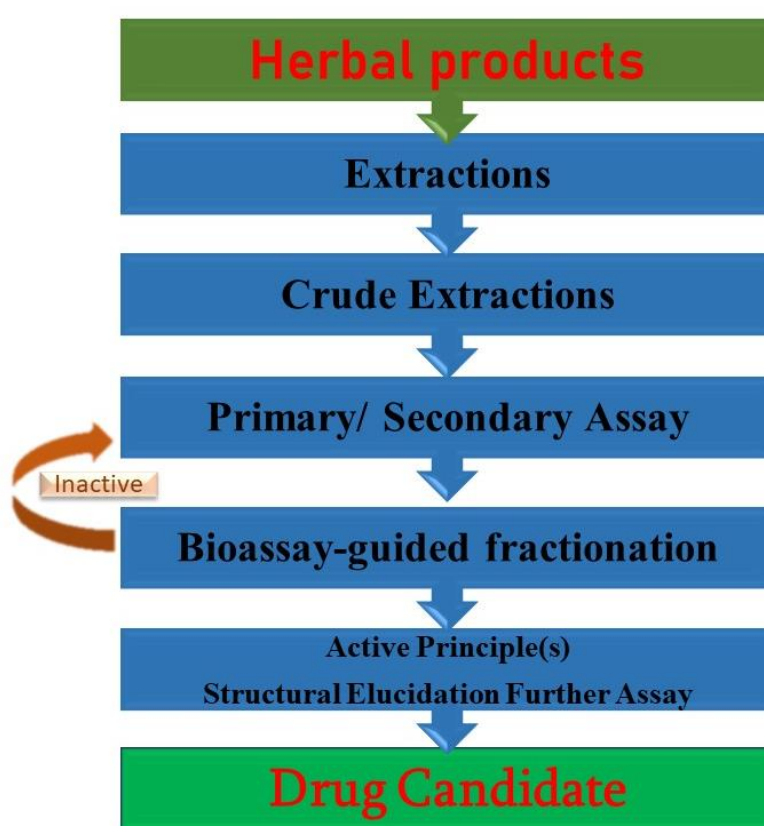 Herbal products
Extractions
Crude Extractions
Primary/ Secondary Assay
Inactive
Bioassay-guided fractionation
Active Principle(s)
Structural Elucidation Further Assay
Drug Candidate